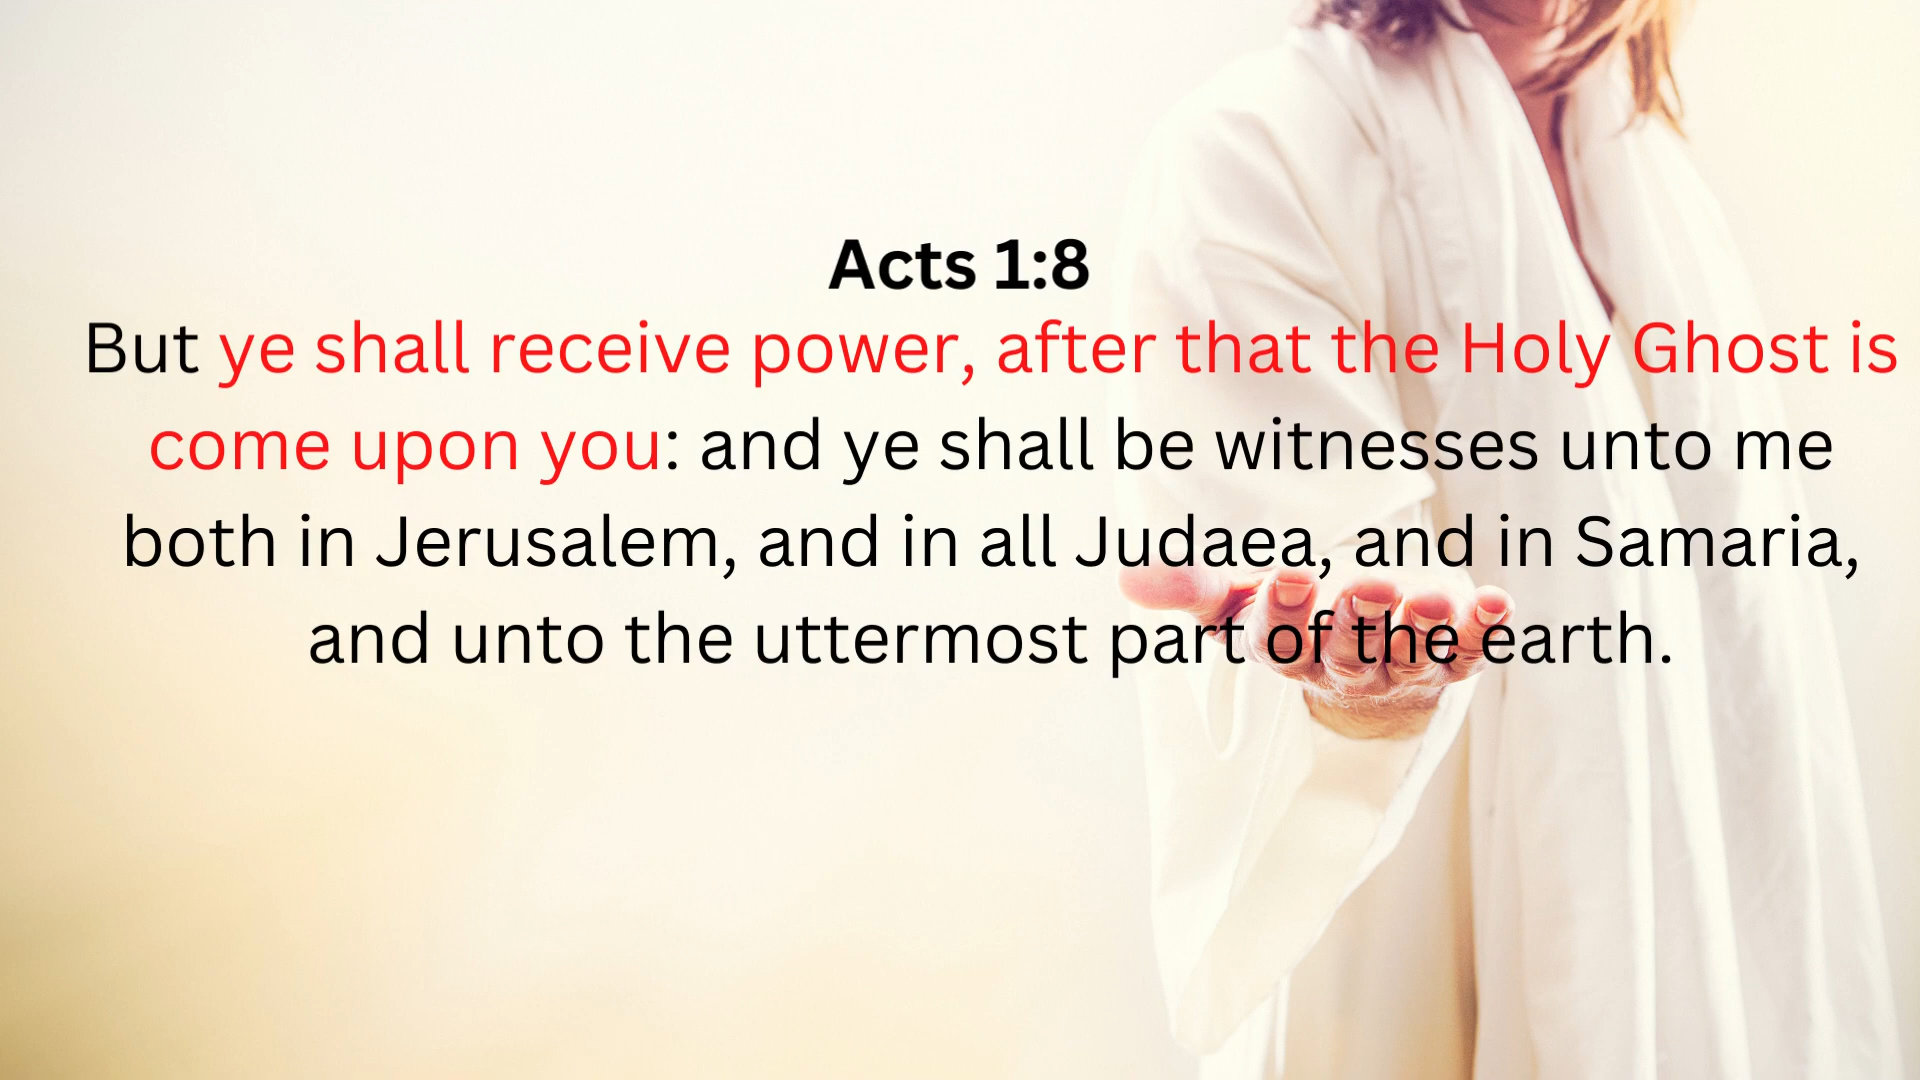 Acts 1:8
But ye shall receive power, after that the Holy Ghost is
come upon you: and ye shall be witnesses unto me
both in Jerusalem, and in all Judaea, and in Samaria,
and unto the uttermost part of the earth.